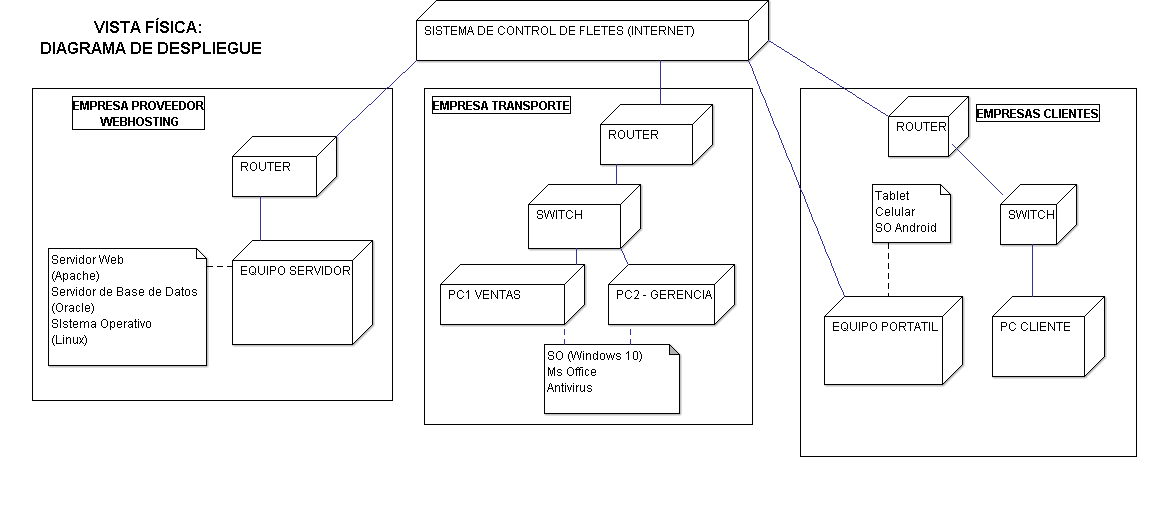 VISTA FÍSICA:
DIAGRAMA DE DESPLIEGUE
SISTEMA DE CONTROL DE FLETES (INTERNET)
EMPRESA PROVEEDOR
WEBHOSTING
ROUTER
EQUIPO SERVIDOR
Servidor Web
(Apache)
Servidor de Base de Datos
(Oracle)
SIstema Operativo
(Linux)
EMPRESA TRANSPORTE
ROUTER
SWITCH
PC1 VENTAS
PC2 - GERENCIA
SO (Windows 10)
Ms Office
Antivirus
EMPRESAS CLIENTES
ROUTER
Tablet
Celular
SO Android
SWITCH
EQUIPO PORTATIL
PC CLIENTE